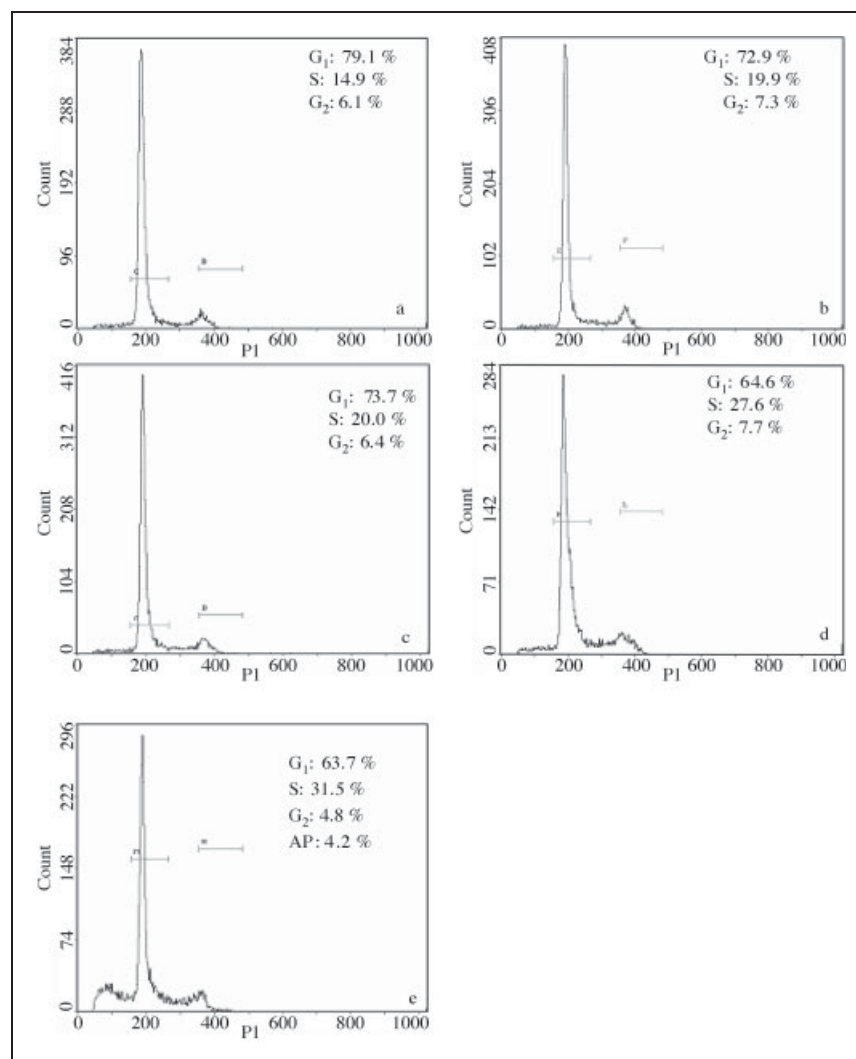 384
288
192
96
0
Count
G₁: 79.1 %
S: 14.9 %
G₂: 6.1 %
a
0 200 400 600 800 1000
P1
408
306
204
102
0
Count
G₁: 72.9 %
S: 19.9 %
G₂: 7.3 %
b
0 200 400 600 800 1000
P1
416
312
208
104
0
Count
G₁: 73.7 %
S: 20.0 %
G₂: 6.4 %
c
0 200 400 600 800 1000
P1
284
213
142
71
0
Count
G₁: 64.6 %
S: 27.6 %
G₂: 7.7 %
d
0 200 400 600 800 1000
P1
296
222
148
74
0
Count
G₁: 63.7 %
S: 31.5 %
G₂: 4.8 %
AP: 4.2 %
e
0 200 400 600 800 1000
P1